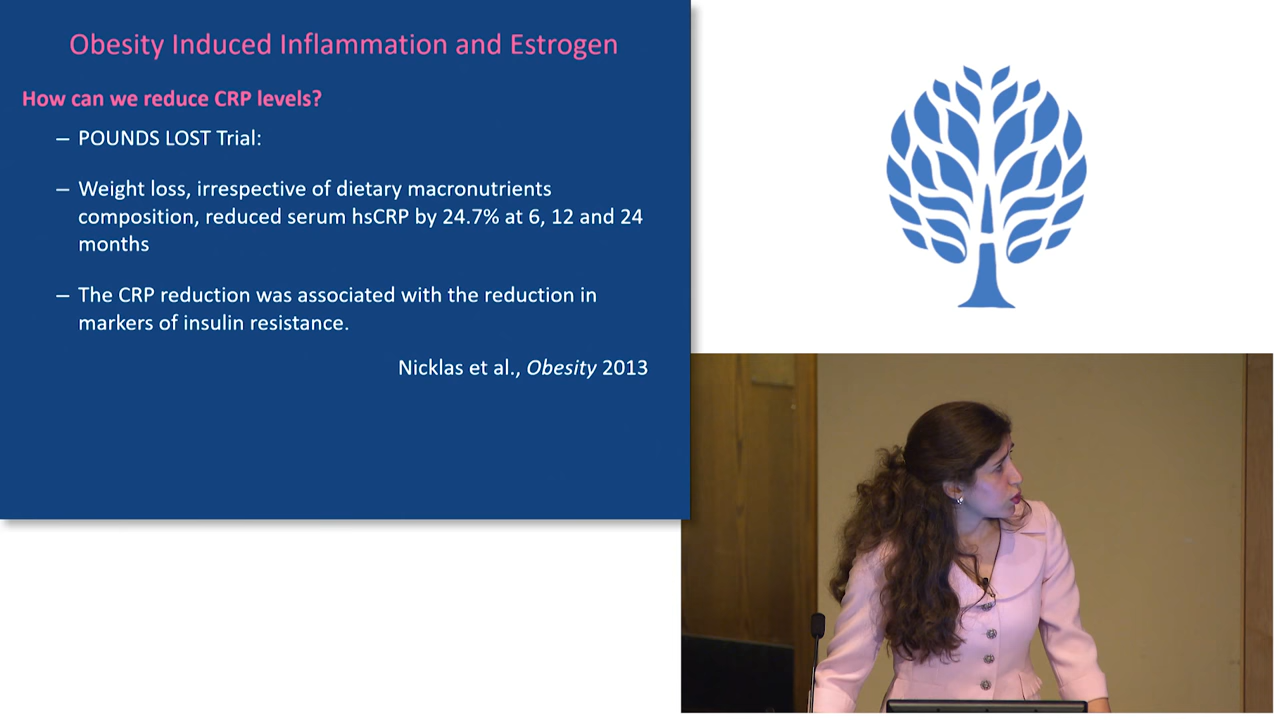 Obesity Induced Inflammation and Estrogen
How can we reduce CRP levels?
– POUNDS LOST Trial:
– Weight loss, irrespective of dietary macronutrients
composition, reduced serum hsCRP by 24.7% at 6, 12 and 24
months
– The CRP reduction was associated with the reduction in
markers of insulin resistance.
Nicklas et al., Obesity 2013